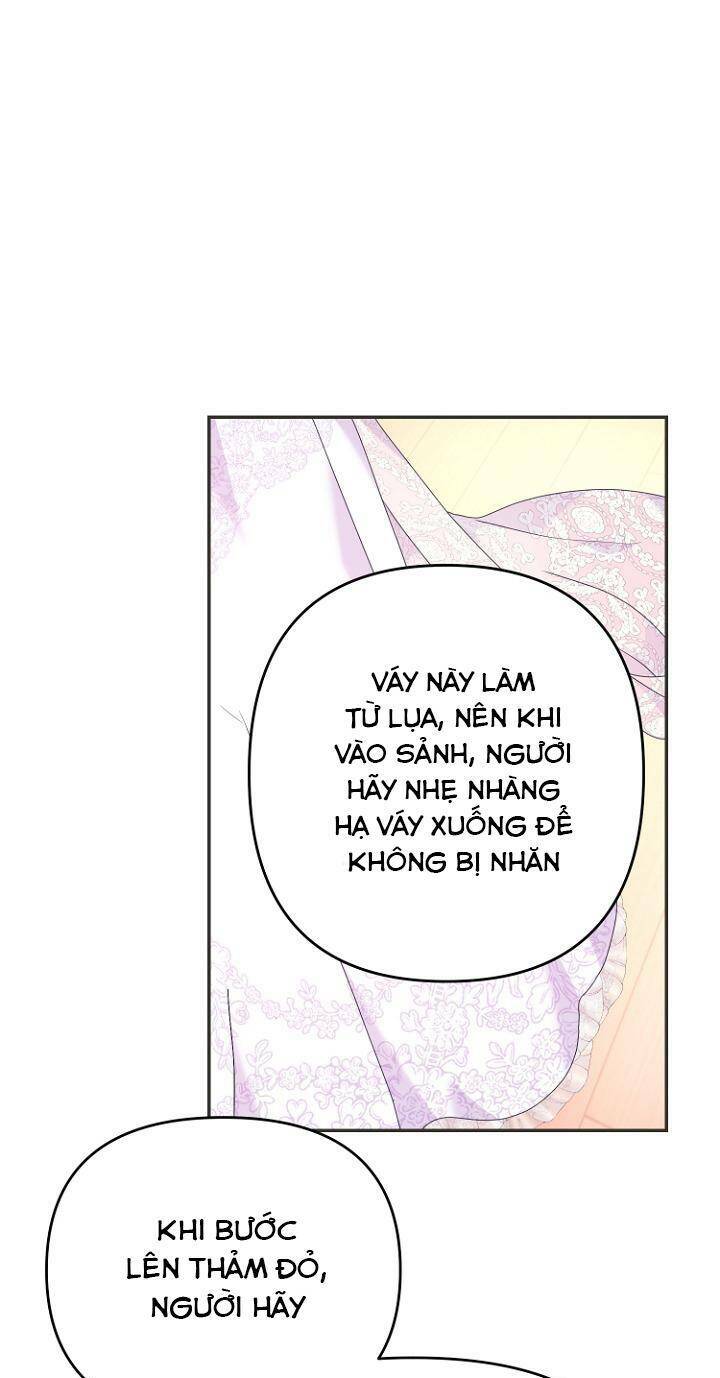 VÁY NÀY LÀM
TỪ LỤA, NÊN KHI
VÀO SẢNH, NGƯỜI
HÃY NHẸ NHÀNG
HẠ VÁY XUỐNG ĐỂ
KHÔNG BỊ NHĂN
KHI BƯỚC
LÊN THẢM ĐỎ,
NGƯỜI HÃY